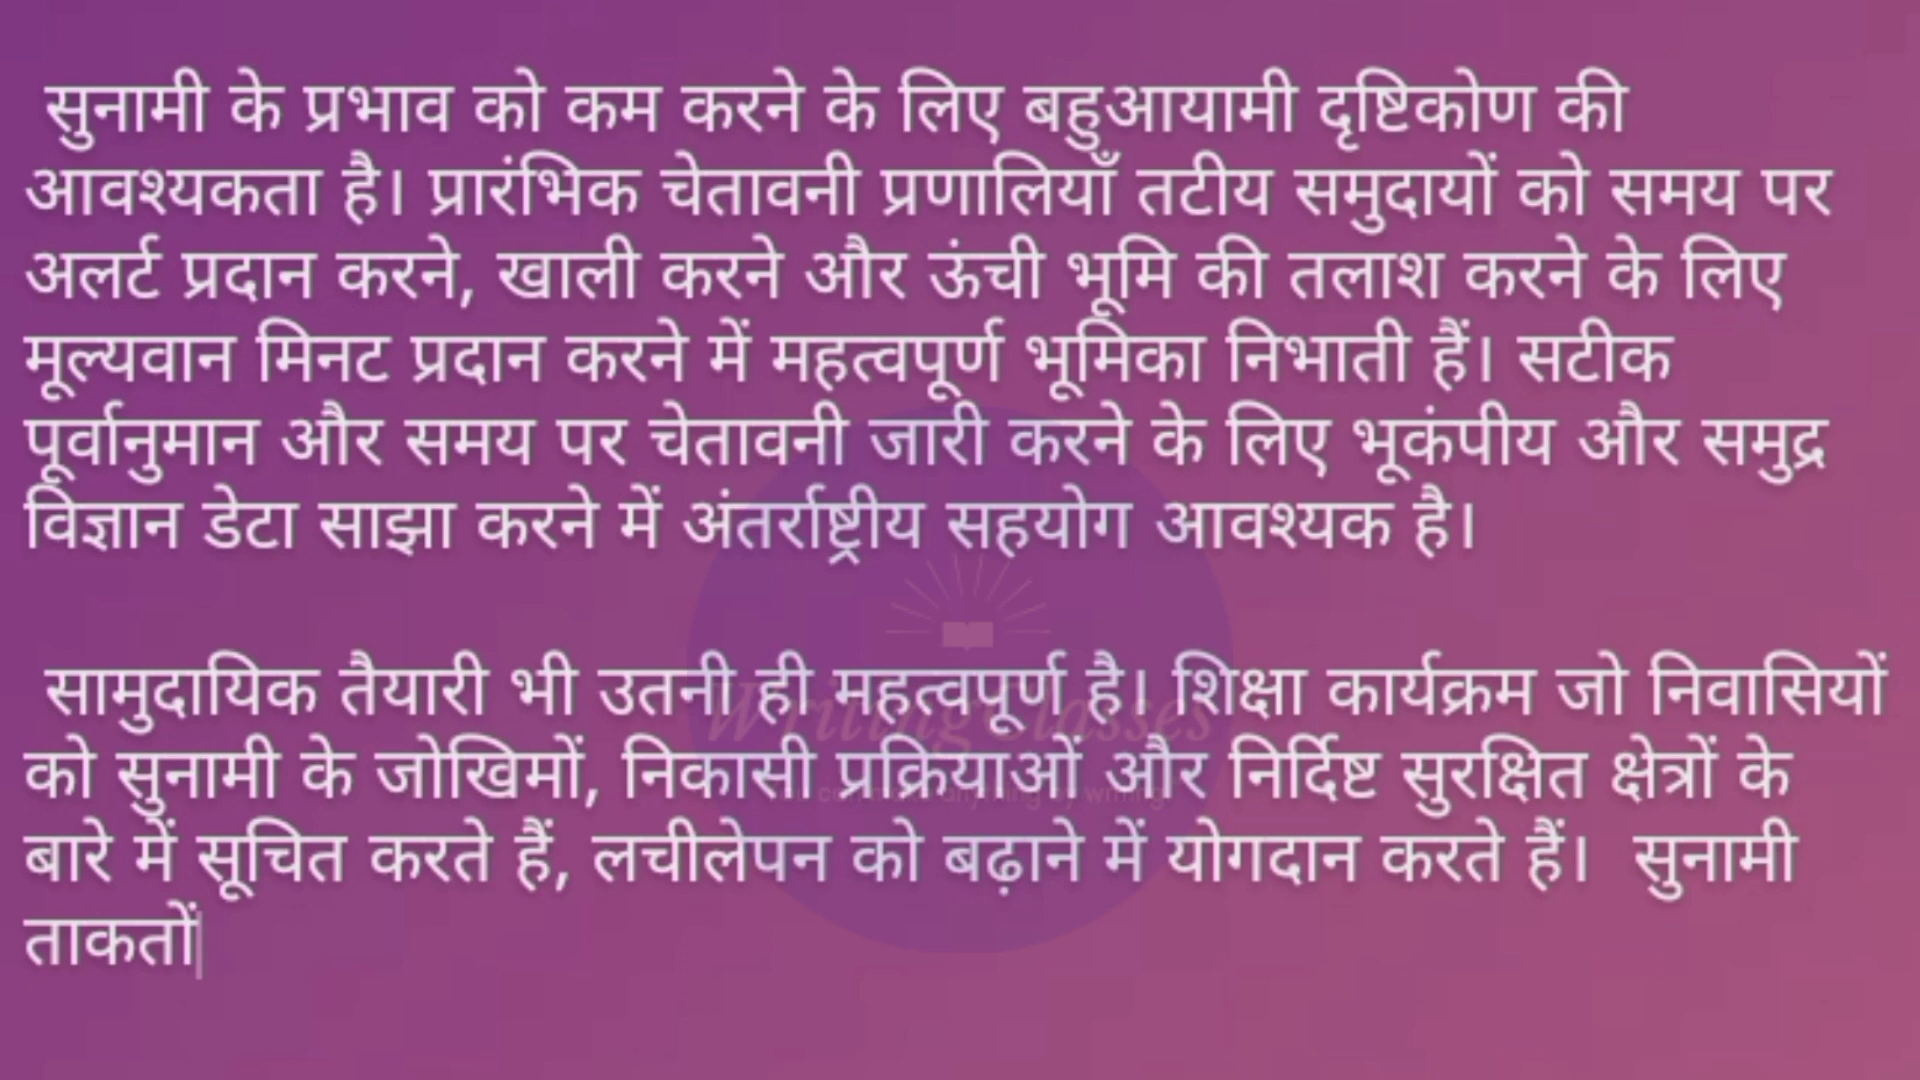 सुनामी के प्रभाव को कम करने के लिए बहुआयामी दृष्टिकोण की
आवश्यकता है। प्रारंभिक चेतावनी प्रणालियाँ तटीय समुदायों को समय पर
अलर्ट प्रदान करने, खाली करने और ऊंची भूमि की तलाश करने के लिए
मूल्यवान मिनट प्रदान करने में महत्वपूर्ण भूमिका निभाती हैं। सटीक
पूर्वानुमान और समय पर चेतावनी जारी करने के लिए भूकंपीय और समुद्र
विज्ञान डेटा साझा करने में अंतर्राष्ट्रीय सहयोग आवश्यक है।
सामुदायिक तैयारी भी उतनी ही महत्वपूर्ण है। शिक्षा कार्यक्रम जो निवासियों
Writing Classes
को सुनामी के जोखिमों, निकासी प्रक्रियाओं और निर्दिष्ट सुरक्षित क्षेत्रों के
बारे में सूचित करते हैं, लचीलेपन को बढ़ाने में योगदान करते हैं। सुनामी
ताकतों